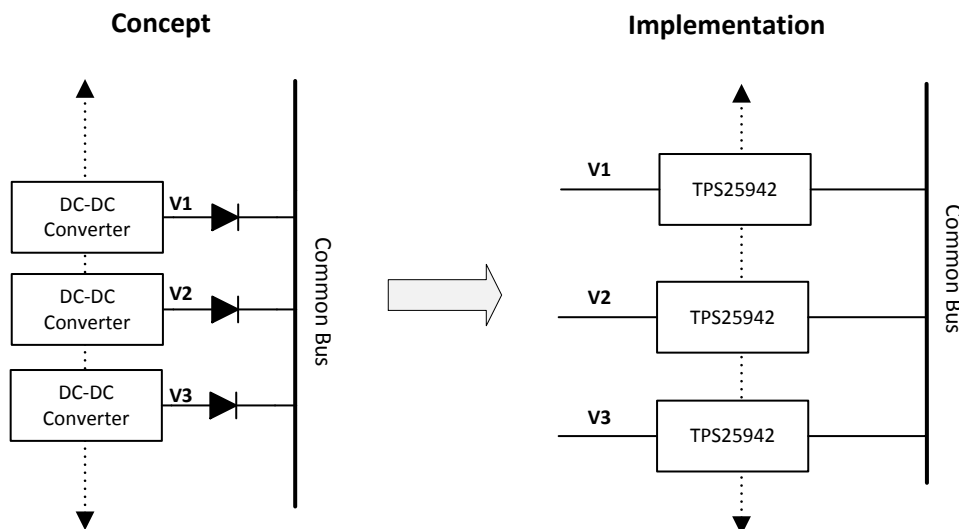 Concept
DC-DC
Converter
V1
DC-DC
Converter
V2
DC-DC
Converter
V3
Common Bus
Implementation
V1
TPS25942
V2
TPS25942
V3
TPS25942
Common Bus